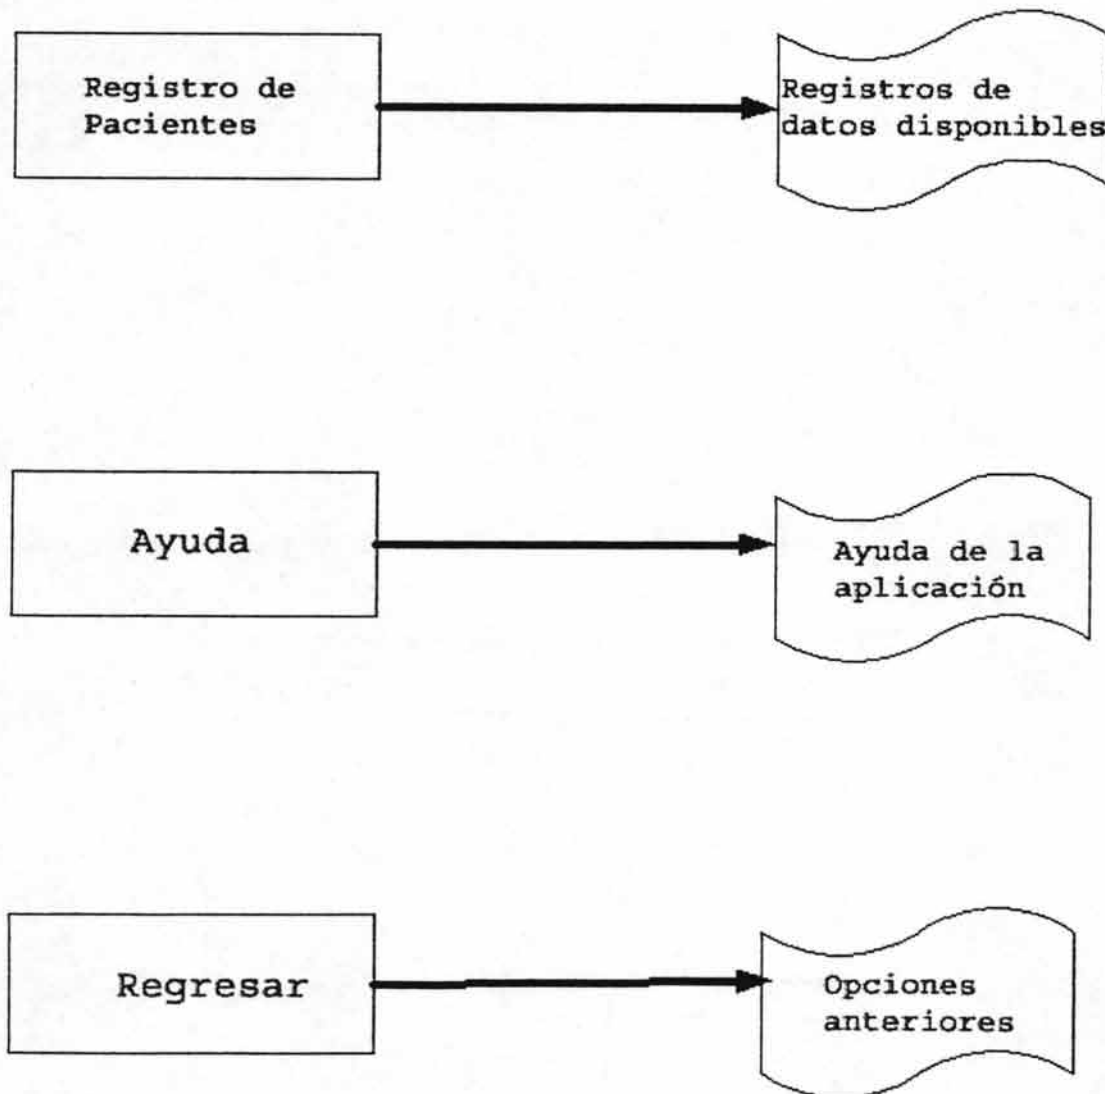 Registro de
Pacientes
Registros de
datos disponibles
Ayuda
Ayuda de la
aplicación
Regresar
Opciones
anteriores